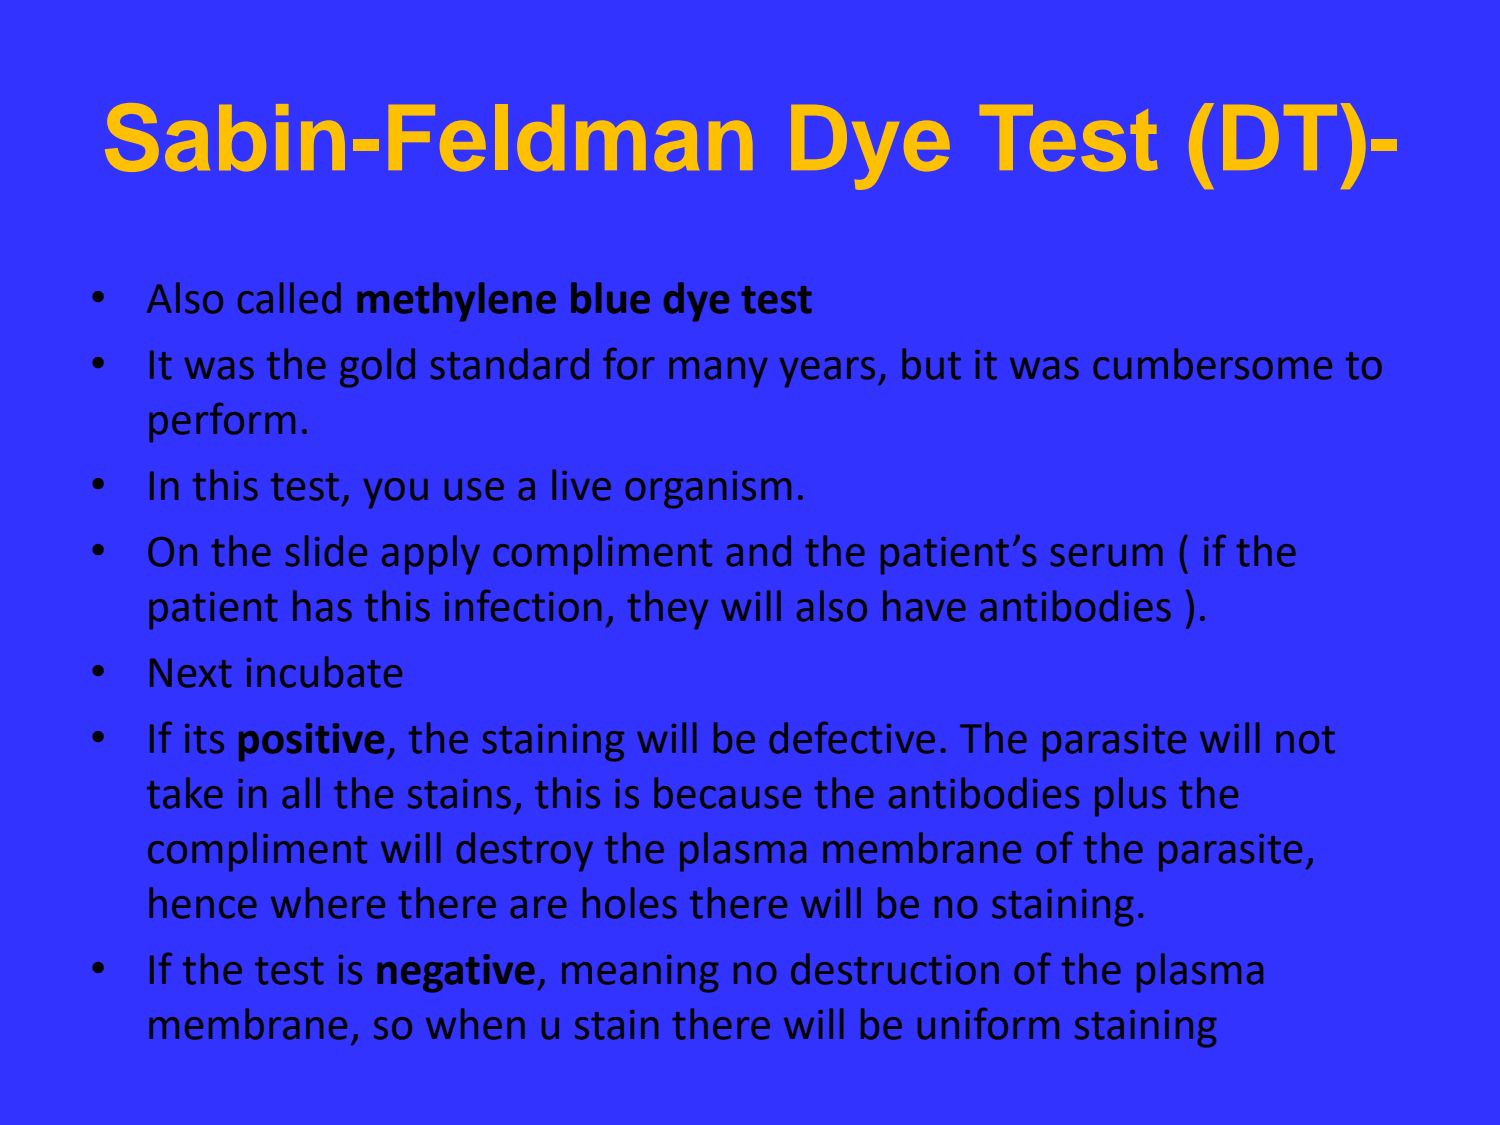 Sabin-Feldman Dye Test (DT)-
• Also called methylene blue dye test
• It was the gold standard for many years, but it was cumbersome to
perform.
• In this test, you use a live organism.
• On the slide apply compliment and the patient’s serum ( if the
patient has this infection, they will also have antibodies ).
• Next incubate
• If its positive, the staining will be defective. The parasite will not
take in all the stains, this is because the antibodies plus the
compliment will destroy the plasma membrane of the parasite,
hence where there are holes there will be no staining.
• If the test is negative, meaning no destruction of the plasma
membrane, so when u stain there will be uniform staining